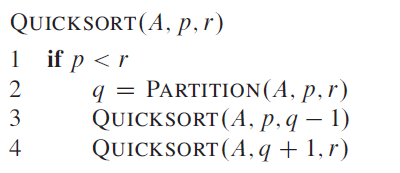 QUICKSORT(A, p, r)
1 if p < r
2 q = PARTITION(A, p, r)
3 QUICKSORT(A, p, q − 1)
4 QUICKSORT(A, q + 1, r)